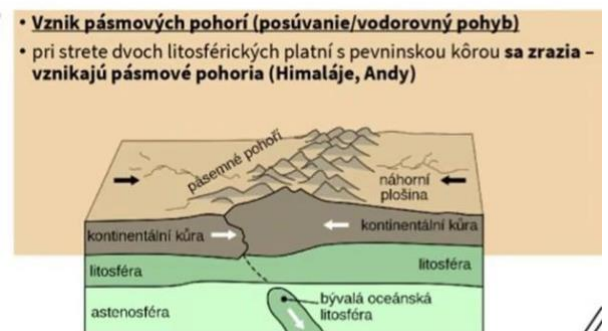 • Vznik pásmových pohorí (posúvanie/vodorovný pohyb)
• pri strete dvoch litosférických platní s pevninskou kôrou sa zrazia –
vznikajú pásmové pohoria (Himaláje, Andy)
pásemné pohoří
náhorní
plošina
kontinentální kůra
kontinentální kůra
litosféra
litosféra
astenosféra
bývalá oceánská
litosféra